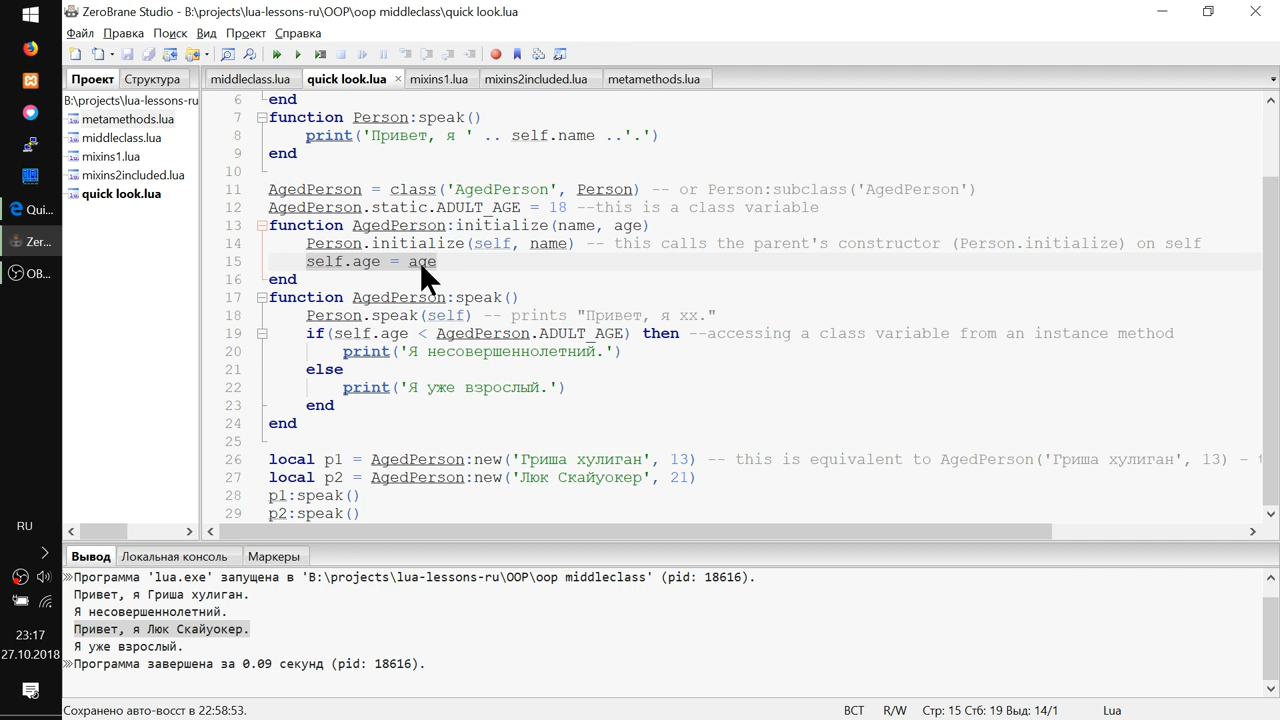 ZeroBrane Studio - B:\projects\lua-lessons-ru\OOP\oop middleclass\quick look.lua
Файл Правка Поиск Вид Проект Справка
Проект Структура
middleclass.lua quick look.lua mixins1.lua mixins2included.lua metamethods.lua
B:\projects\lua-lessons-ru
metamethods.lua
middleclass.lua
mixins1.lua
mixins2included.lua
quick look.lua
6 end
7 function Person:speak()
8 print('Привет, я ' .. self.name ..'.')
9 end
10
11 AgedPerson = class('AgedPerson', Person) -- or Person:subclass('AgedPerson')
12 AgedPerson.static.ADULT_AGE = 18 --this is a class variable
13 function AgedPerson:initialize(name, age)
14 Person.initialize(self, name) -- this calls the parent's constructor (Person.initialize) on self
15 self.age = age
16 end
17 function AgedPerson:speak()
18 Person.speak(self) -- prints "Привет, я xx."
19 if(self.age < AgedPerson.ADULT_AGE) then --accessing a class variable from an instance method
20 print('Я несовершеннолетний.')
21 else
22 print('Я уже взрослый.')
23 end
24 end
25
26 local p1 = AgedPerson:new('Гриша хулиган', 13) -- this is equivalent to AgedPerson('Гриша хулиган', 13) - t
27 local p2 = AgedPerson:new('Люк Скайуокер', 21)
28 p1:speak()
29 p2:speak()
Вывод Локальная консоль Маркеры
Программа 'lua.exe' запущена в 'B:\projects\lua-lessons-ru\OOP\oop middleclass' (pid: 18616).
Привет, я Гриша хулиган.
Я несовершеннолетний.
Привет, я Люк Скайуокер.
Я уже взрослый.
Программа завершена за 0.09 секунд (pid: 18616).
Сохранено авто-восст в 22:58:53. ВСТ R/W Стр: 15 Стб: 19 Выд: 14/1 Lua
Qui...
Zer...
OB...
RU
23:17
27.10.2018